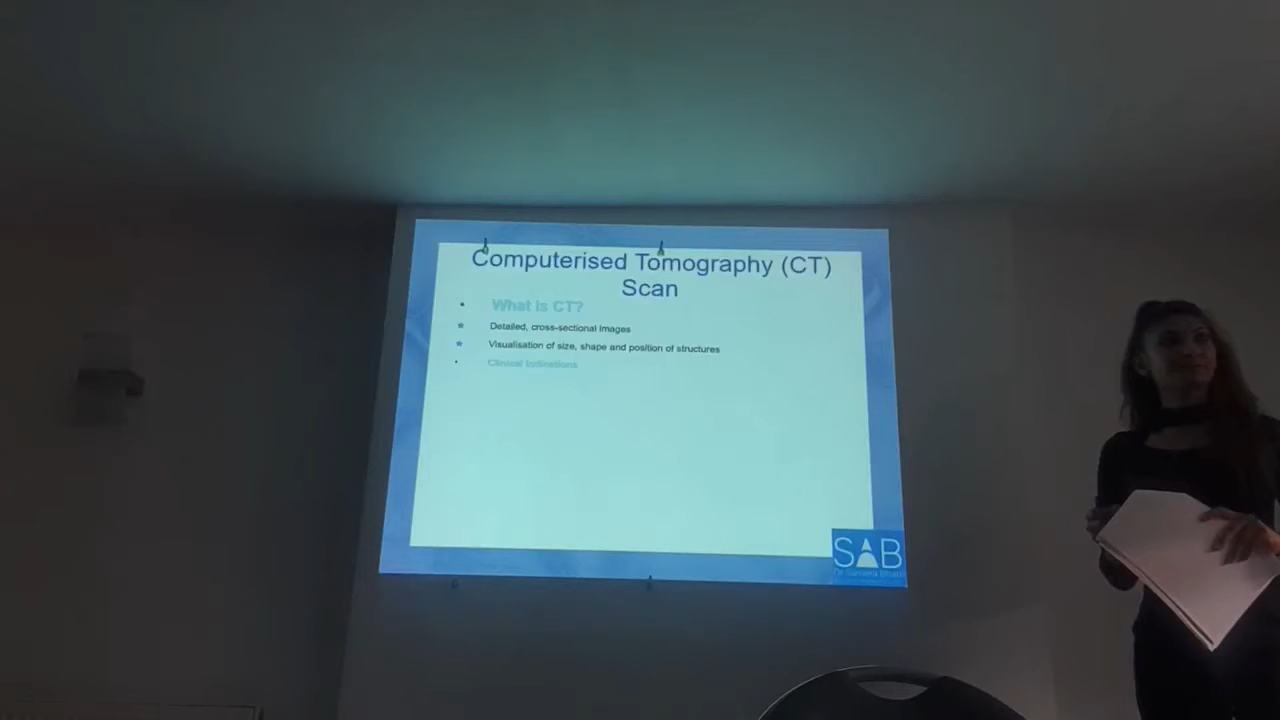 Computerised Tomography (CT)
Scan
What is CT?
Detailed, cross-sectional images
Visualisation of size, shape and position of structures
Clinical Indications
SAB